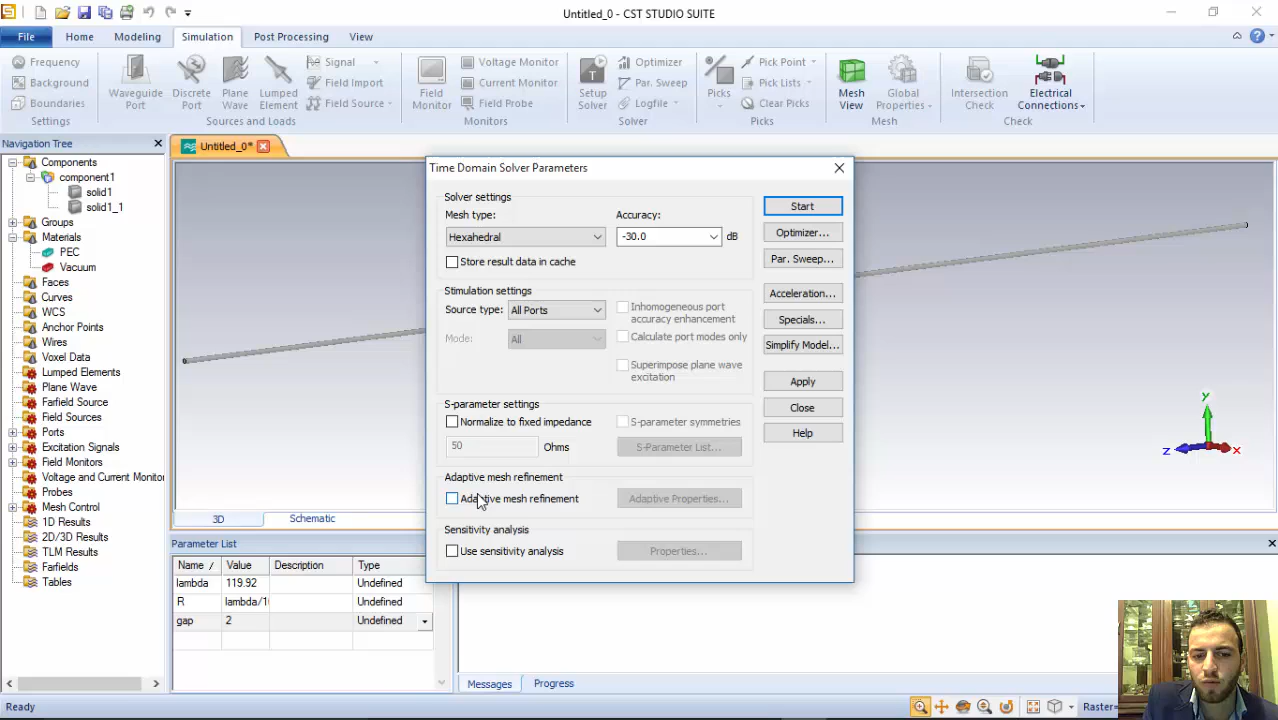 Untitled_0 - CST STUDIO SUITE
File Home Modeling Simulation Post Processing View
Frequency
Background
Boundaries
Settings
Waveguide Port
Discrete Port
Plane Wave
Lumped Element
Signal
Field Import
Field Source
Sources and Loads
Field Monitor
Voltage Monitor
Current Monitor
Field Probe
Monitors
Setup Solver
Optimizer
Par. Sweep
Logfile
Solver
Picks
Pick Point
Pick Lists
Clear Picks
Picks
Mesh View
Global Properties
Mesh
Intersection Check
Electrical Connections
Check
Navigation Tree
Components
component1
solid1
solid1_1
Groups
Materials
PEC
Vacuum
Faces
Curves
WCS
Anchor Points
Wires
Voxel Data
Lumped Elements
Plane Wave
Farfield Source
Field Sources
Ports
Excitation Signals
Field Monitors
Voltage and Current Monitor
Probes
Mesh Control
1D Results
2D/3D Results
TLM Results
Farfields
Tables
Untitled_0*
Time Domain Solver Parameters
Solver settings
Mesh type:
Hexahedral
Accuracy:
-30.0 dB
Store result data in cache
Stimulation settings
Source type: All Ports
Mode: All
Inhomogeneous port
accuracy enhancement
Calculate port modes only
Superimpose plane wave
excitation
S-parameter settings
Normalize to fixed impedance
50 Ohms
S-parameter symmetries
S-Parameter List...
Adaptive mesh refinement
Adaptive mesh refinement
Adaptive Properties...
Sensitivity analysis
Use sensitivity analysis
Properties...
Start
Optimizer...
Par. Sweep...
Acceleration...
Specials...
Simplify Model...
Apply
Close
Help
y
z
x
3D Schematic
Parameter List
Name / Value Description Type
lambda 119.92 Undefined
R lambda/1 Undefined
gap 2 Undefined
Messages Progress
Ready
Raster=